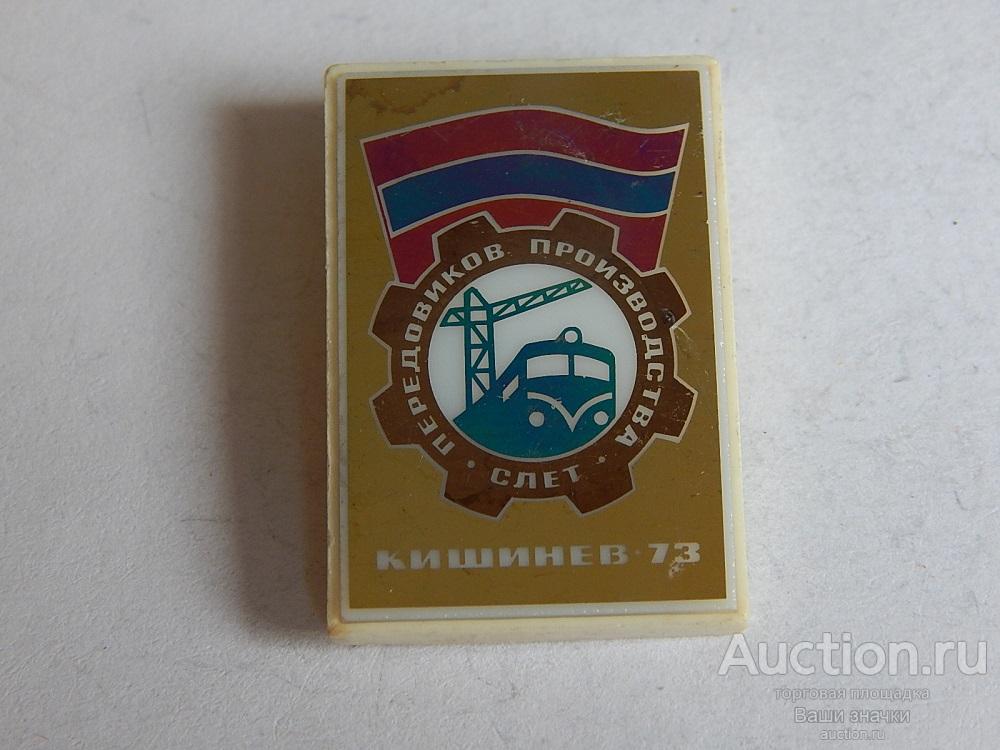 ПЕРЕДОВИКОВ ПРОИЗВОДСТВА
· СЛЕТ ·
КИШИНЕВ · 73
Auction.ru
торговая площадка
Ваши значки
auction.ru